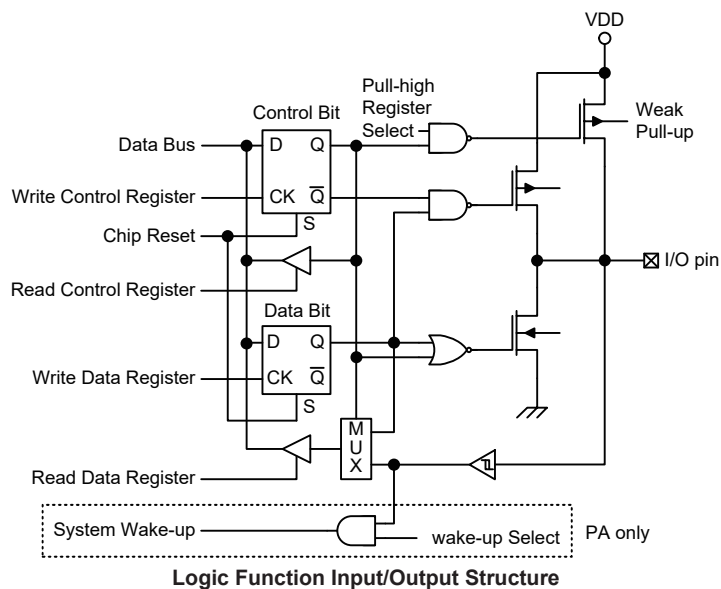 VDD
Pull-high
Register
Select
Weak
Pull-up
Control Bit
Data Bus
D
Q
Write Control Register
CK
Q
Chip Reset
S
I/O pin
Read Control Register
Data Bit
D
Q
Write Data Register
CK
Q
S
M
U
X
Read Data Register
System Wake-up
wake-up Select
PA only
Logic Function Input/Output Structure